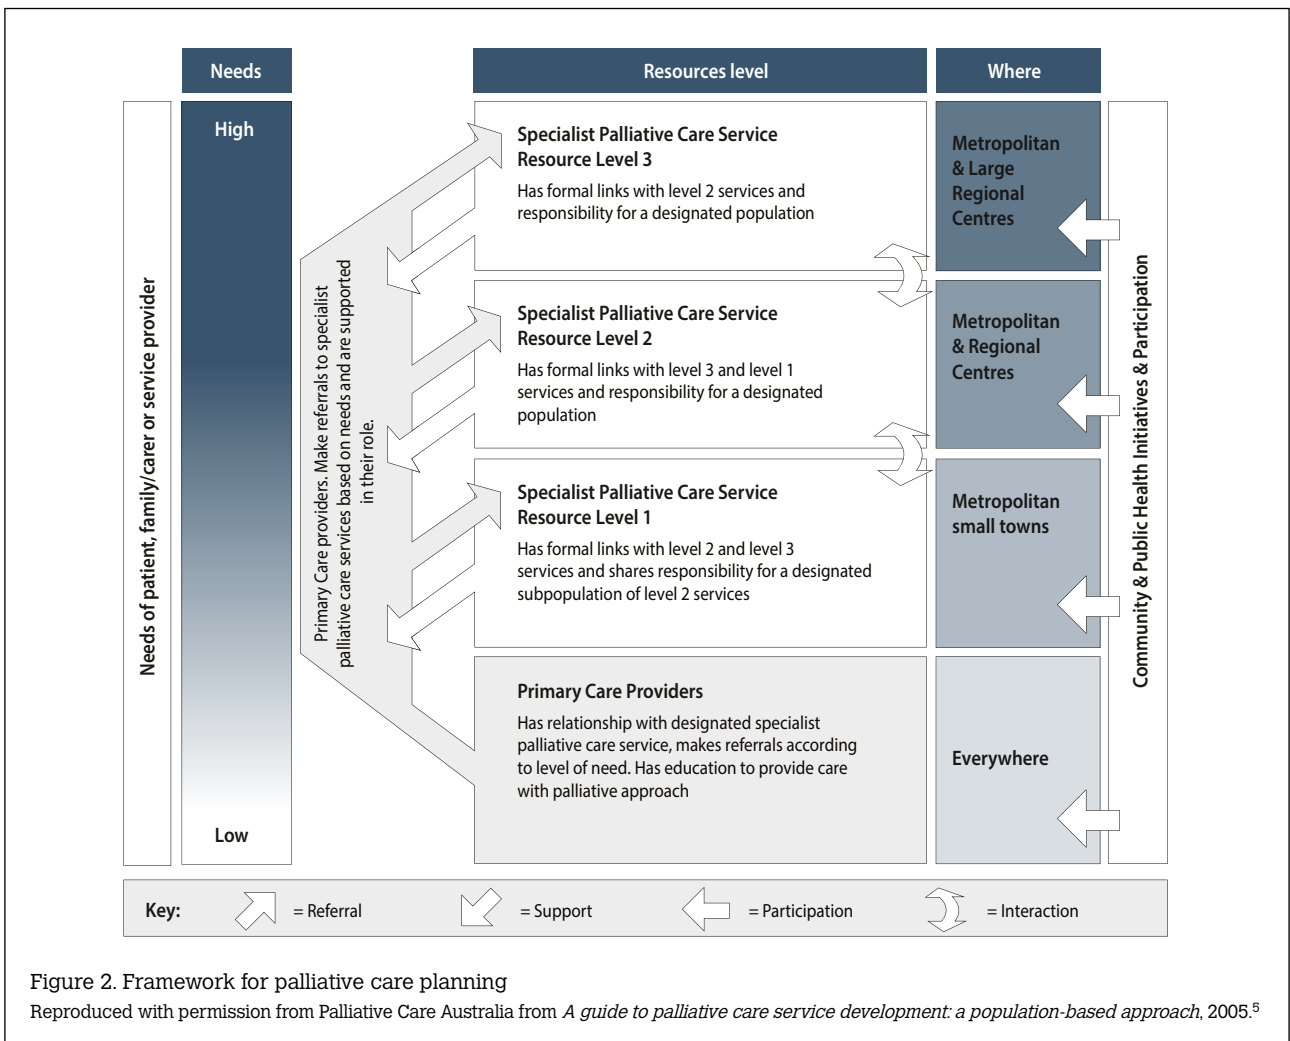 Needs
Resources level
Where
Needs of patient, family/carer or service provider
High
Low
Primary Care providers. Make referrals to specialist
palliative care services based on needs and are supported
in their role.
Specialist Palliative Care Service
Resource Level 3
Has formal links with level 2 services and
responsibility for a designated population
Metropolitan
& Large
Regional
Centres
Specialist Palliative Care Service
Resource Level 2
Has formal links with level 3 and level 1
services and responsibility for a designated
population
Metropolitan
& Regional
Centres
Specialist Palliative Care Service
Resource Level 1
Has formal links with level 2 and level 3
services and shares responsibility for a designated
subpopulation of level 2 services
Metropolitan
small towns
Primary Care Providers
Has relationship with designated specialist
palliative care service, makes referrals according
to level of need. Has education to provide care
with palliative approach
Everywhere
Community & Public Health Initiatives & Participation
Key:
= Referral
= Support
= Participation
= Interaction
Figure 2. Framework for palliative care planning
Reproduced with permission from Palliative Care Australia from A guide to palliative care service development: a population-based approach, 2005.5